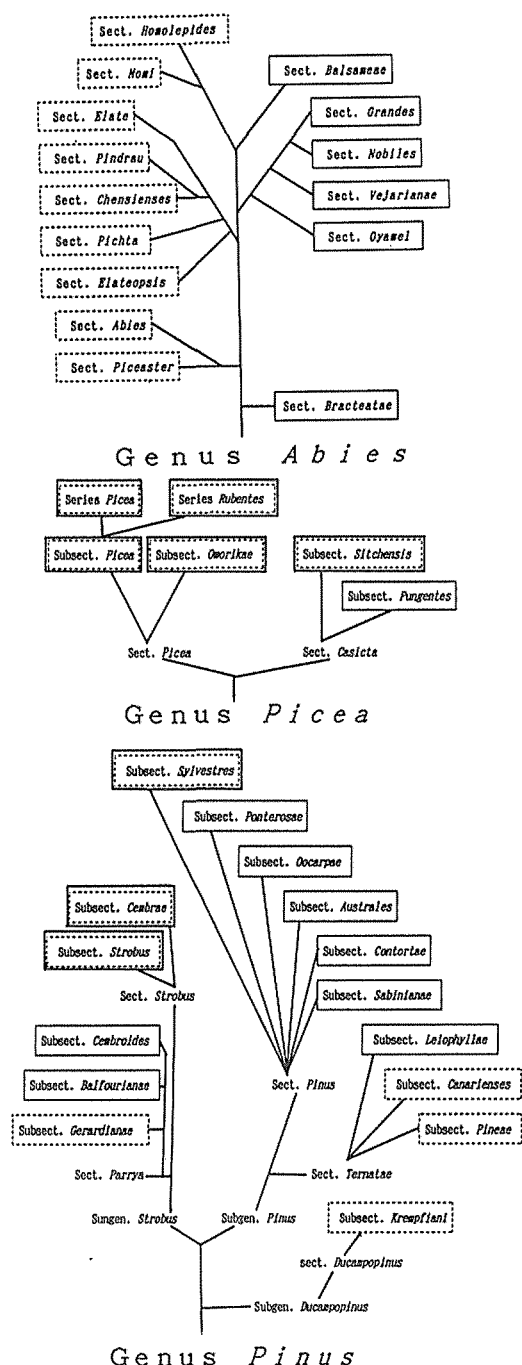 Sect. Homolepides
Sect. Momi
Sect. Balsameae
Sect. Elate
Sect. Grandes
Sect. Pindrau
Sect. Nobiles
Sect. Chensienses
Sect. Vejarianae
Sect. Pichta
Sect. Oyamel
Sect. Elateopsis
Sect. Abies
Sect. Piceaster
Sect. Bracteatae
Genus Abies
Series Picea
Series Rubentes
Subsect. Picea
Subsect. Omorikae
Subsect. Sitchensis
Subsect. Pungentes
Sect. Picea
Sect. Casicta
Genus Picea
Subsect. Sylvestres
Subsect. Ponterosae
Subsect. Oocarpae
Subsect. Cembrae
Subsect. Australes
Subsect. Strobus
Subsect. Contortae
Sect. Strobus
Subsect. Sabinianae
Subsect. Cembroides
Subsect. Leiophyllae
Subsect. Balfourianae
Sect. Pinus
Subsect. Canarienses
Subsect. Gerardianae
Subsect. Pineae
Sect. Parrya
Sect. Ternatae
Sungen. Strobus
Subgen. Pinus
Subsect. Krempfiani
sect. Ducampopinus
Subgen. Ducampopinus
Genus Pinus